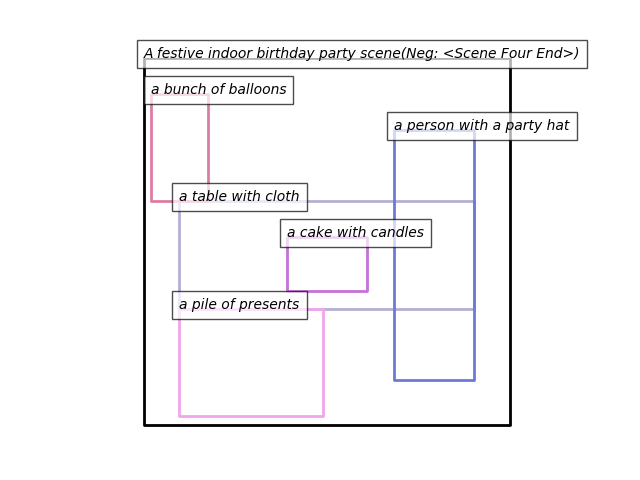 A festive indoor birthday party scene(Neg: <Scene Four End>)
a bunch of balloons
a person with a party hat
a table with cloth
a cake with candles
a pile of presents